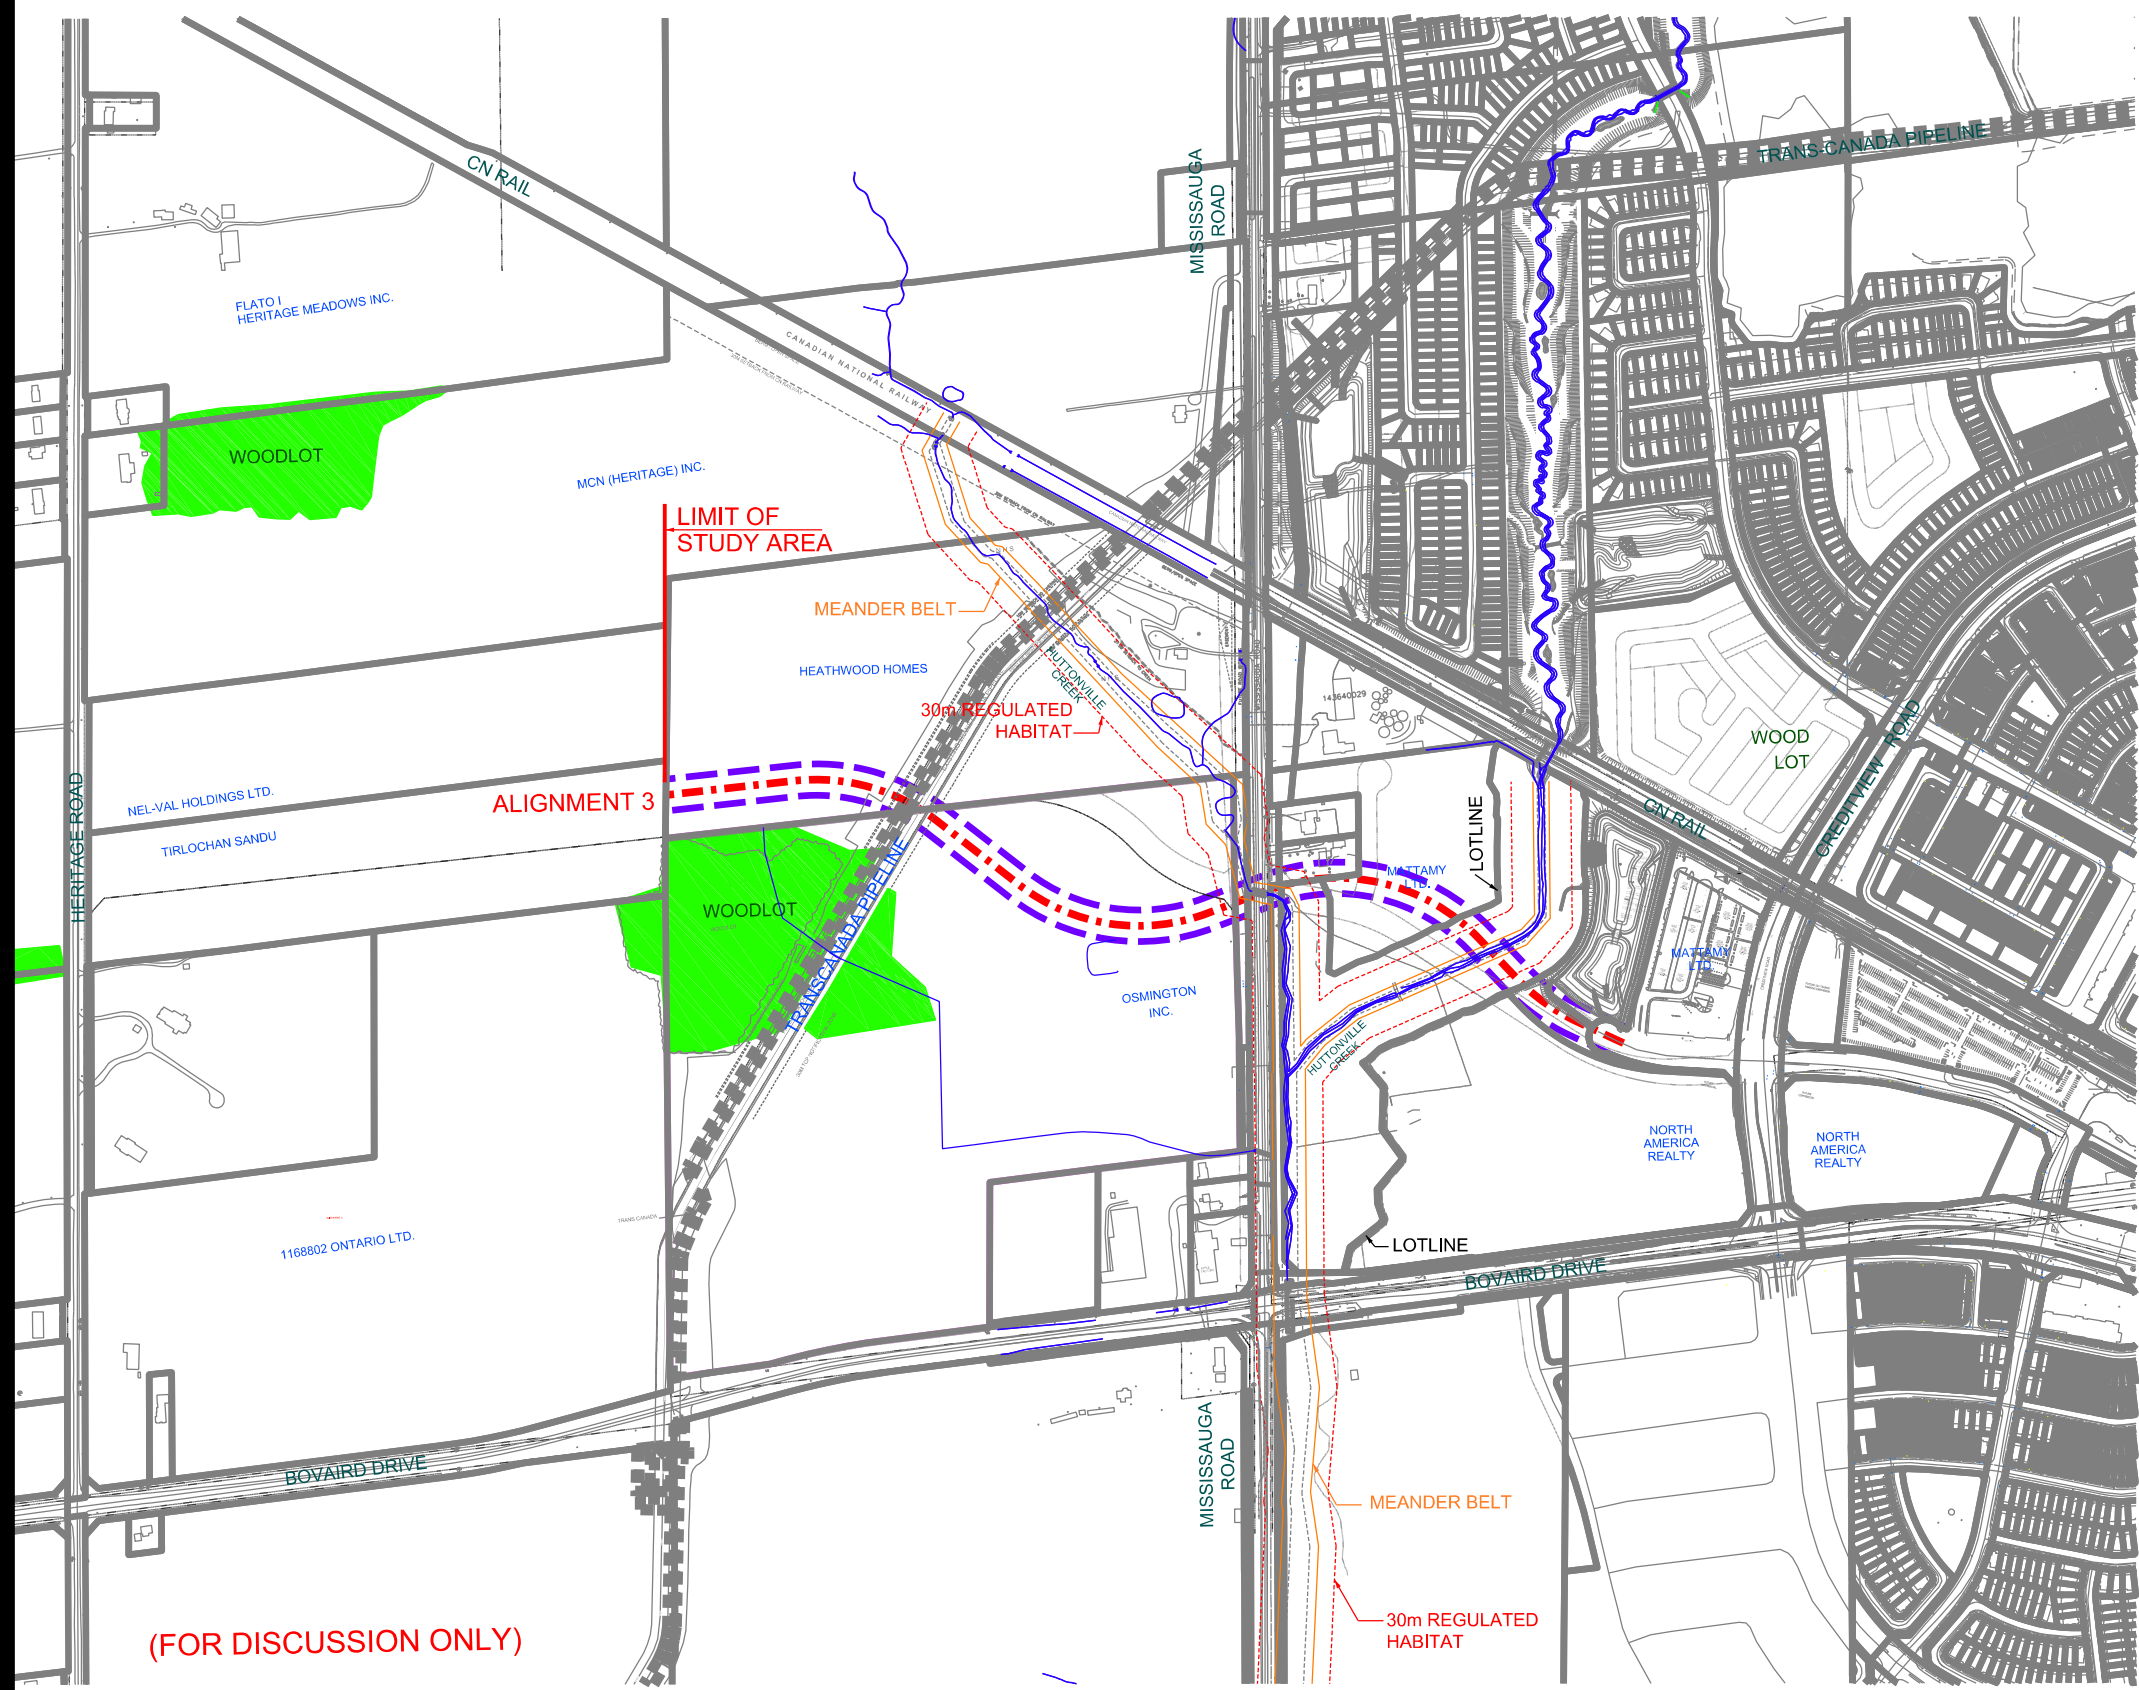 CN RAIL
MISSISSAUGA
ROAD
TRANS-CANADA PIPELINE
FLATO I
HERITAGE MEADOWS INC.
CANADIAN NATIONAL RAILWAY
WOODLOT
MCN (HERITAGE) INC.
LIMIT OF
STUDY AREA
MEANDER BELT
HEATHWOOD HOMES
HUTTONVILLE
CREEK
30m REGULATED
HABITAT
143640029
WOOD
LOT
CREDITVIEW ROAD
HERITAGE ROAD
NEL-VAL HOLDINGS LTD.
TIRLOCHAN SANDU
ALIGNMENT 3
LOTLINE
CN RAIL
MATTAMY
LTD.
WOODLOT
TRANSCANADA PIPELINE
MATTAMY
LTD.
OSMINGTON
INC.
HUTTONVILLE
CREEK
NORTH
AMERICA
REALTY
NORTH
AMERICA
REALTY
TRANS CANADA
1168802 ONTARIO LTD.
LOTLINE
BOVAIRD DRIVE
MISSISSAUGA
ROAD
BOVAIRD DRIVE
MEANDER BELT
30m REGULATED
HABITAT
(FOR DISCUSSION ONLY)